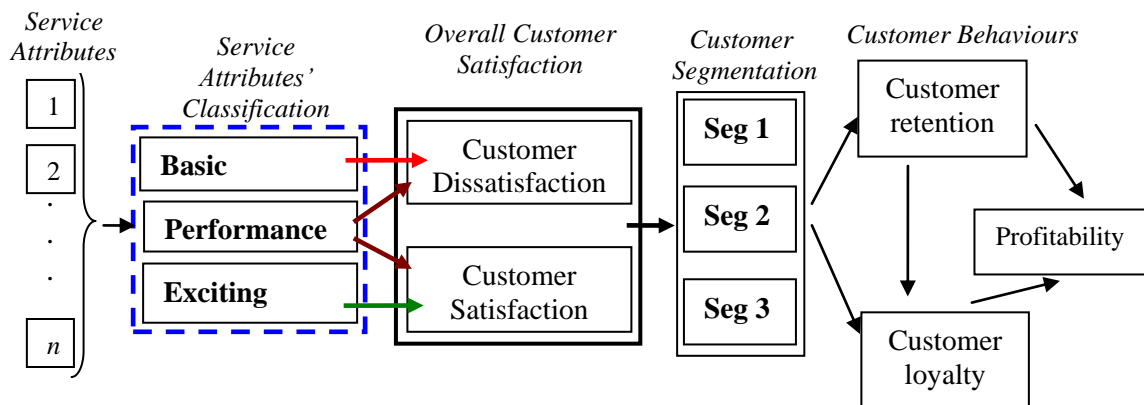 Service
Attributes
1
2
.
.
.
n
Service
Attributes’
Classification
Basic
Performance
Exciting
Overall Customer
Satisfaction
Customer
Dissatisfaction
Customer
Satisfaction
Customer
Segmentation
Seg 1
Seg 2
Seg 3
Customer Behaviours
Customer
retention
Profitability
Customer
loyalty